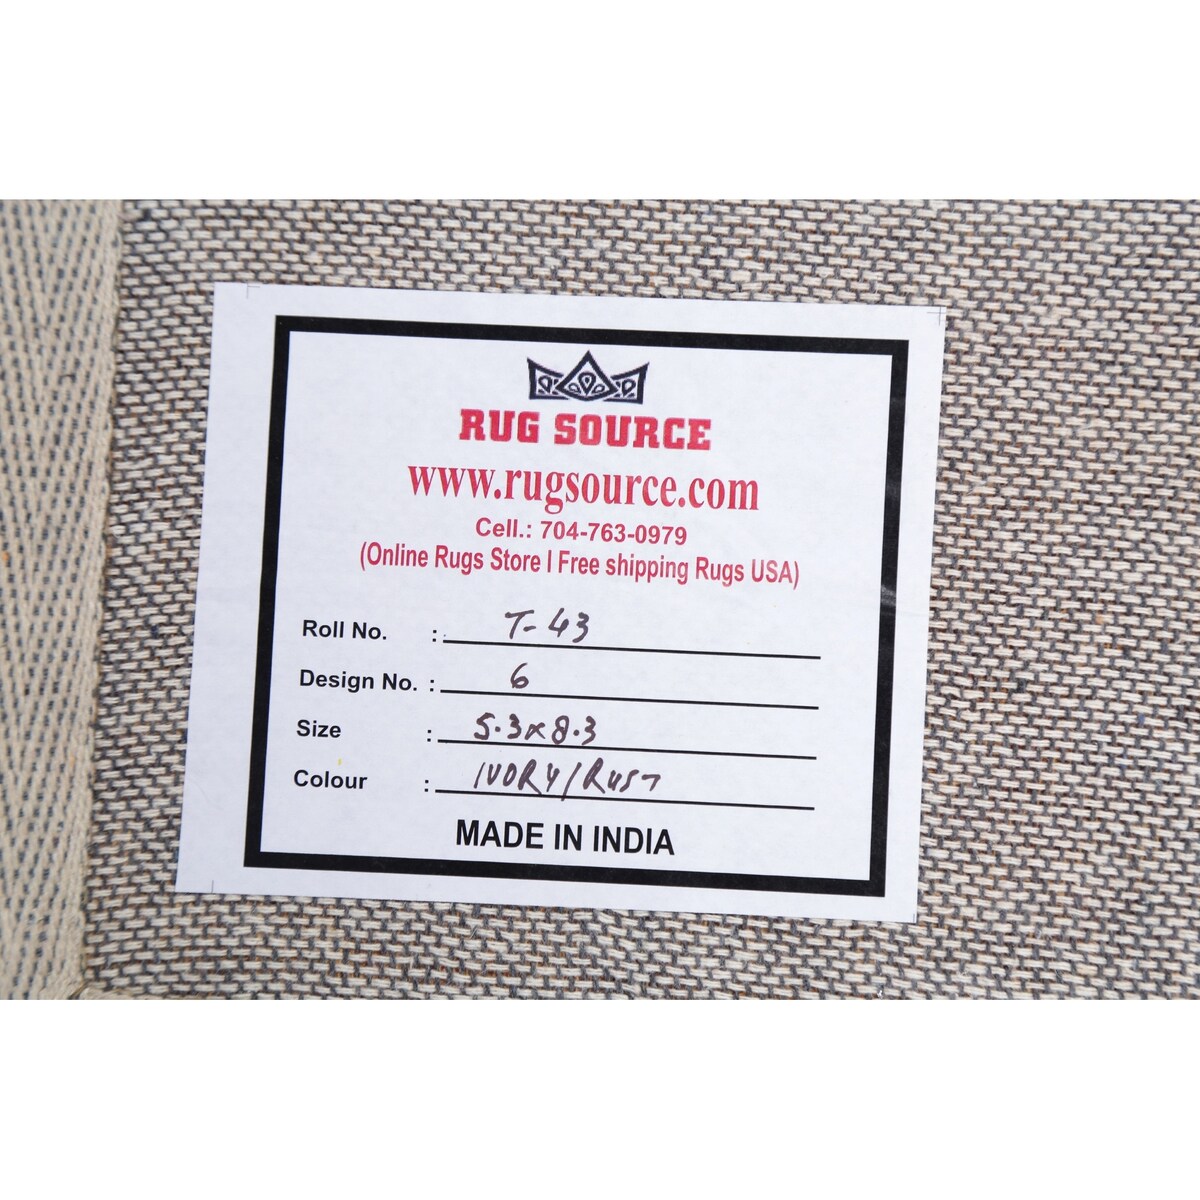 RUG SOURCE
www.rugsource.com
Cell.: 704-763-0979
(Online Rugs Store I Free shipping Rugs USA)
Roll No. : T-43
Design No. : 6
Size : 5.3x8.3
Colour : IVORY/RUST
MADE IN INDIA